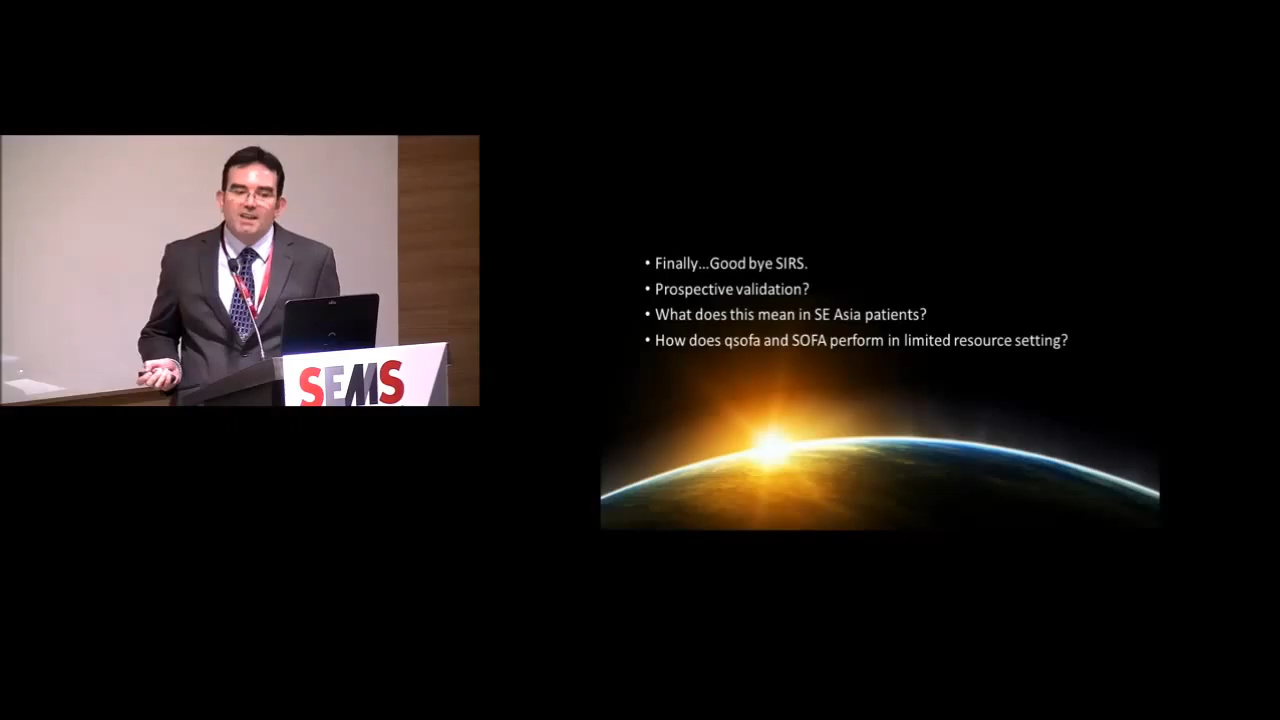 SEMS
• Finally...Good bye SIRS.
• Prospective validation?
• What does this mean in SE Asia patients?
• How does qsofa and SOFA perform in limited resource setting?